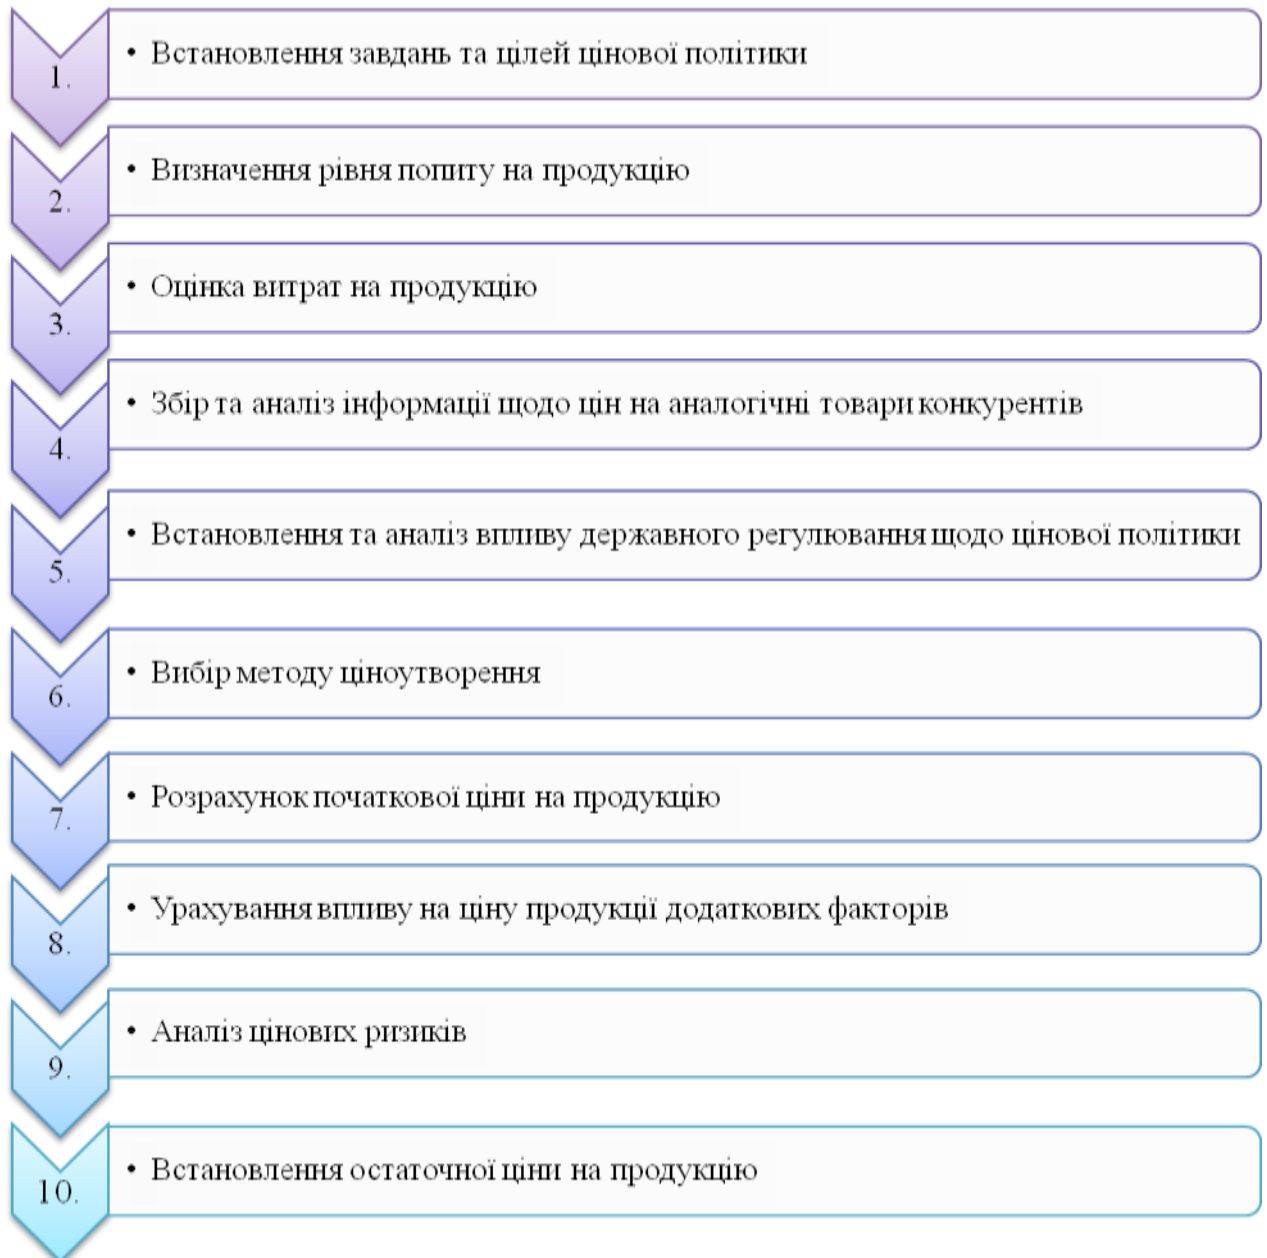 1.
• Встановлення завдань та цілей цінової політики
2.
• Визначення рівня попиту на продукцію
3.
• Оцінка витрат на продукцію
4.
• Збір та аналіз інформації щодо цін на аналогічні товари конкурентів
5.
• Встановлення та аналіз впливу державного регулювання щодо цінової політики
6.
• Вибір методу ціноутворення
7.
• Розрахунок початкової ціни на продукцію
8.
• Урахування впливу на ціну продукції додаткових факторів
9.
• Аналіз цінових ризиків
10.
• Встановлення остаточної ціни на продукцію